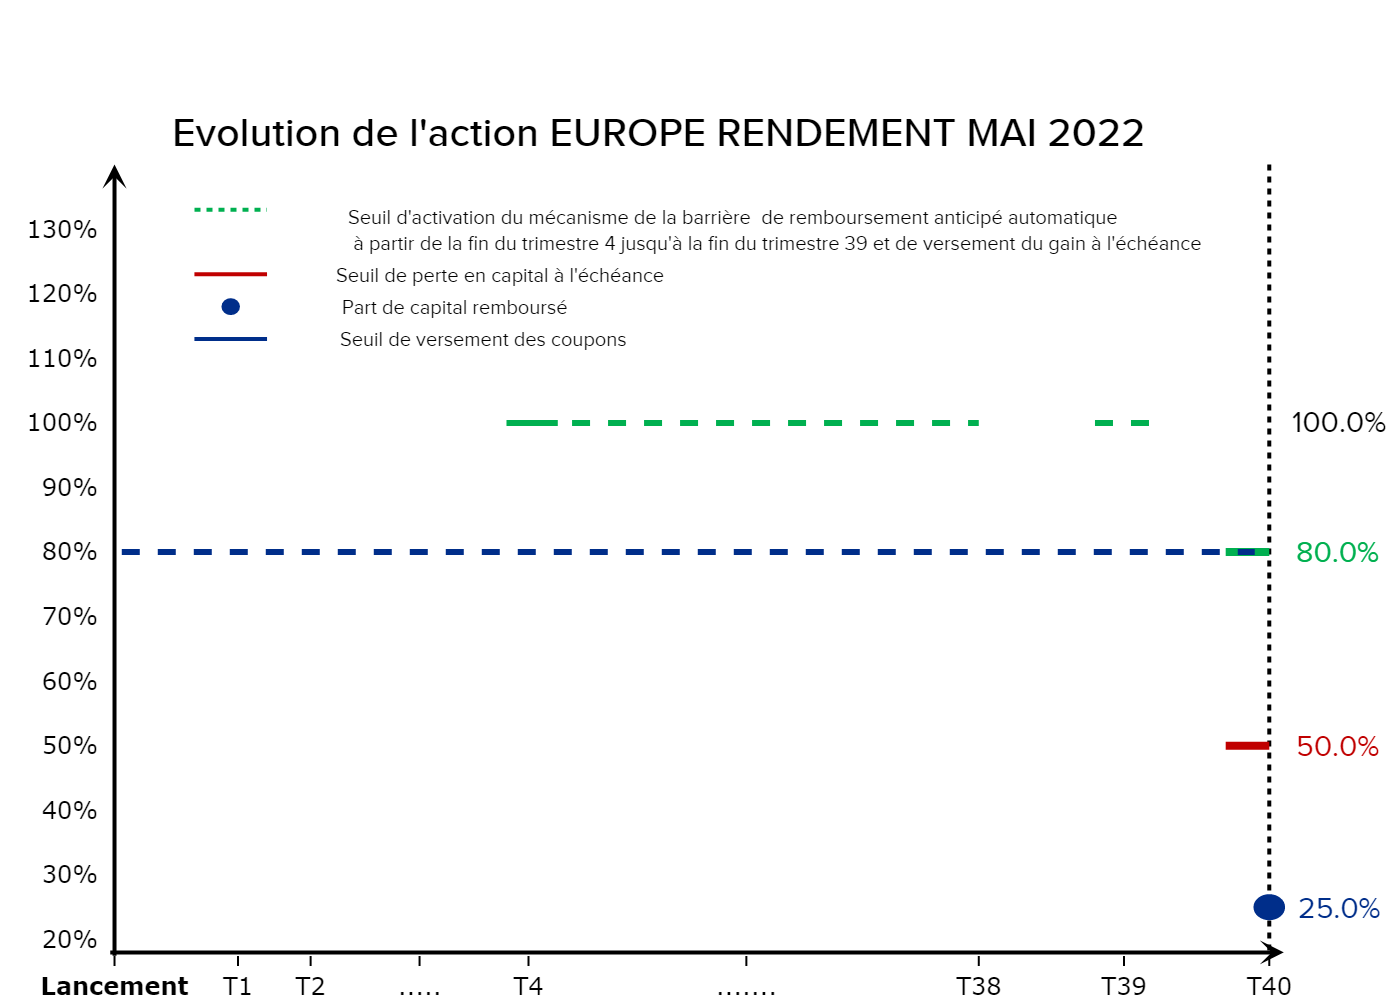 Evolution de l'action EUROPE RENDEMENT MAI 2022
Seuil d'activation du mécanisme de la barrière  de remboursement anticipé automatique
à partir de la fin du trimestre 4 jusqu'à la fin du trimestre 39 et de versement du gain à l'échéance
Seuil de perte en capital à l'échéance
Part de capital remboursé
Seuil de versement des coupons
130%
120%
110%
100%
90%
80%
70%
60%
50%
40%
30%
20%
100.0%
80.0%
50.0%
25.0%
Lancement T1 T2 ..... T4 ....... T38 T39 T40